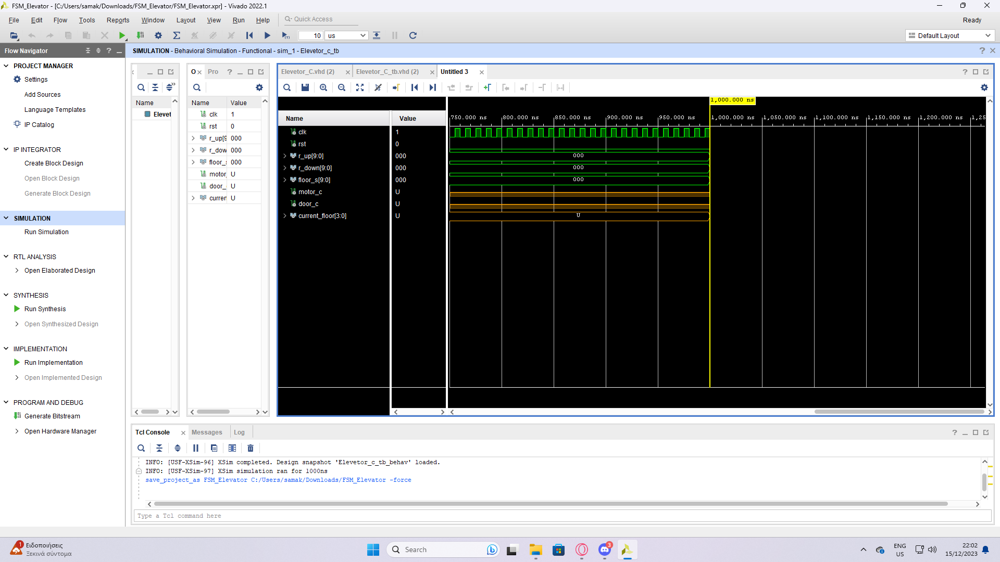 FSM_Elevator - [C:/Users/samak/Downloads/FSM_Elevator/FSM_Elevator.xpr] - Vivado 2022.1
File Edit Flow Tools Reports Window Layout View Run Help Quick Access Ready
10 us Default Layout
Flow Navigator
PROJECT MANAGER
Settings
Add Sources
Language Templates
IP Catalog
IP INTEGRATOR
Create Block Design
Open Block Design
Generate Block Design
SIMULATION
Run Simulation
RTL ANALYSIS
Open Elaborated Design
SYNTHESIS
Run Synthesis
Open Synthesized Design
IMPLEMENTATION
Run Implementation
Open Implemented Design
PROGRAM AND DEBUG
Generate Bitstream
Open Hardware Manager
SIMULATION - Behavioral Simulation - Functional - sim_1 - Elevetor_c_tb
Name
Elevet
O Pro
Name Value
clk 1
rst 0
r_up[9 000
r_dow 000
floor_s 000
motor_ U
door_ U
curren U
Elevetor_C.vhd (2) Elevetor_C_tb.vhd (2) Untitled 3
1,000.000 ns
750.000 ns 800.000 ns 850.000 ns 900.000 ns 950.000 ns 1,000.000 ns 1,050.000 ns 1,100.000 ns 1,150.000 ns 1,200.000 ns 1,25
Name Value
clk 1
rst 0
r_up[9:0] 000 000
r_down[9:0] 000 000
floor_s[9:0] 000 000
motor_c U
door_c U
current_floor[3:0] U U
Tcl Console Messages Log
INFO: [USF-XSim-96] XSim completed. Design snapshot 'Elevetor_c_tb_behav' loaded.
INFO: [USF-XSim-97] XSim simulation ran for 1000ns
save_project_as FSM_Elevator C:/Users/samak/Downloads/FSM_Elevator -force
Type a Tcl command here
1
Ειδοποιήσεις
Ξεκινά σύντομα
Search
3
ENG
US
22:02
15/12/2023